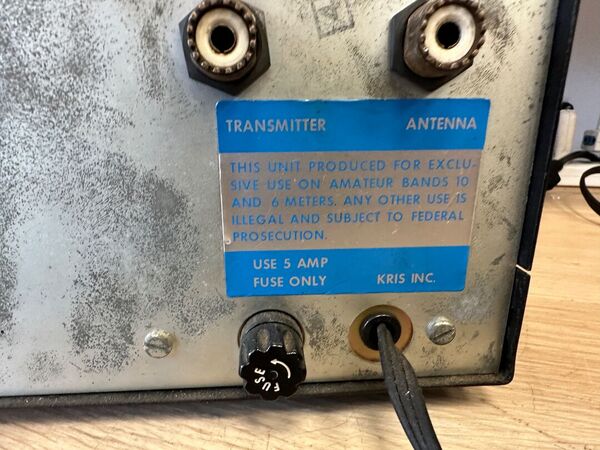 TRANSMITTER ANTENNA
THIS UNIT PRODUCED FOR EXCLU-
SIVE USE ON AMATEUR BANDS 10
AND 6 METERS. ANY OTHER USE IS
ILLEGAL AND SUBJECT TO FEDERAL
PROSECUTION.
USE 5 AMP
FUSE ONLY KRIS INC.
FUSE